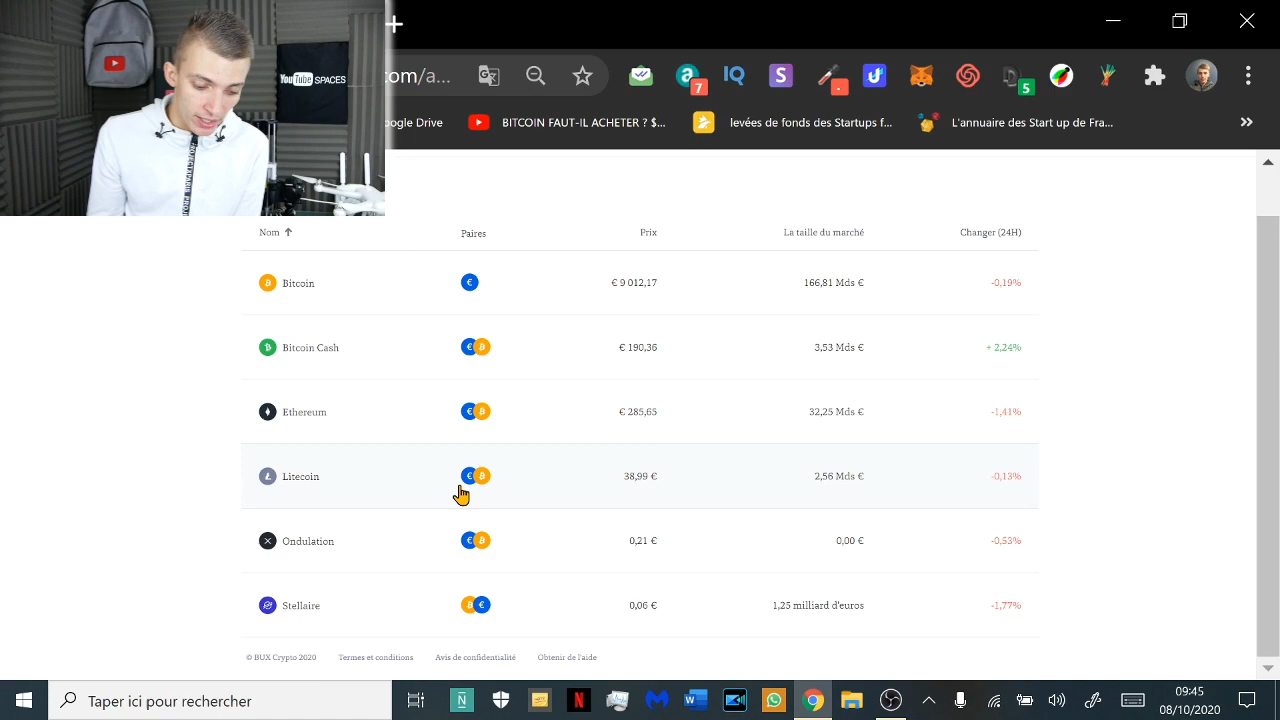 YouTube SPACES
.com/a...
7
IQ
S
5
oogle Drive
BITCOIN FAUT-IL ACHETER ? $...
levées de fonds des Startups f...
L'annuaire des Start up de Fra...
Nom
Paires
Prix
La taille du marché
Changer (24H)
Bitcoin
€ 9 012,17
166,81 Mds €
-0,19%
Bitcoin Cash
€ 190,36
3,53 Mds €
+ 2,24%
Ethereum
€ 285,65
32,25 Mds €
-1,41%
Litecoin
38,99 €
2,56 Mds €
-0,13%
Ondulation
0,21 €
0,00 €
-0,53%
Stellaire
0,06 €
1,25 milliard d'euros
-1,77%
© BUX Crypto 2020
Termes et conditions
Avis de confidentialité
Obtenir de l'aide
Taper ici pour rechercher
09:45
08/10/2020